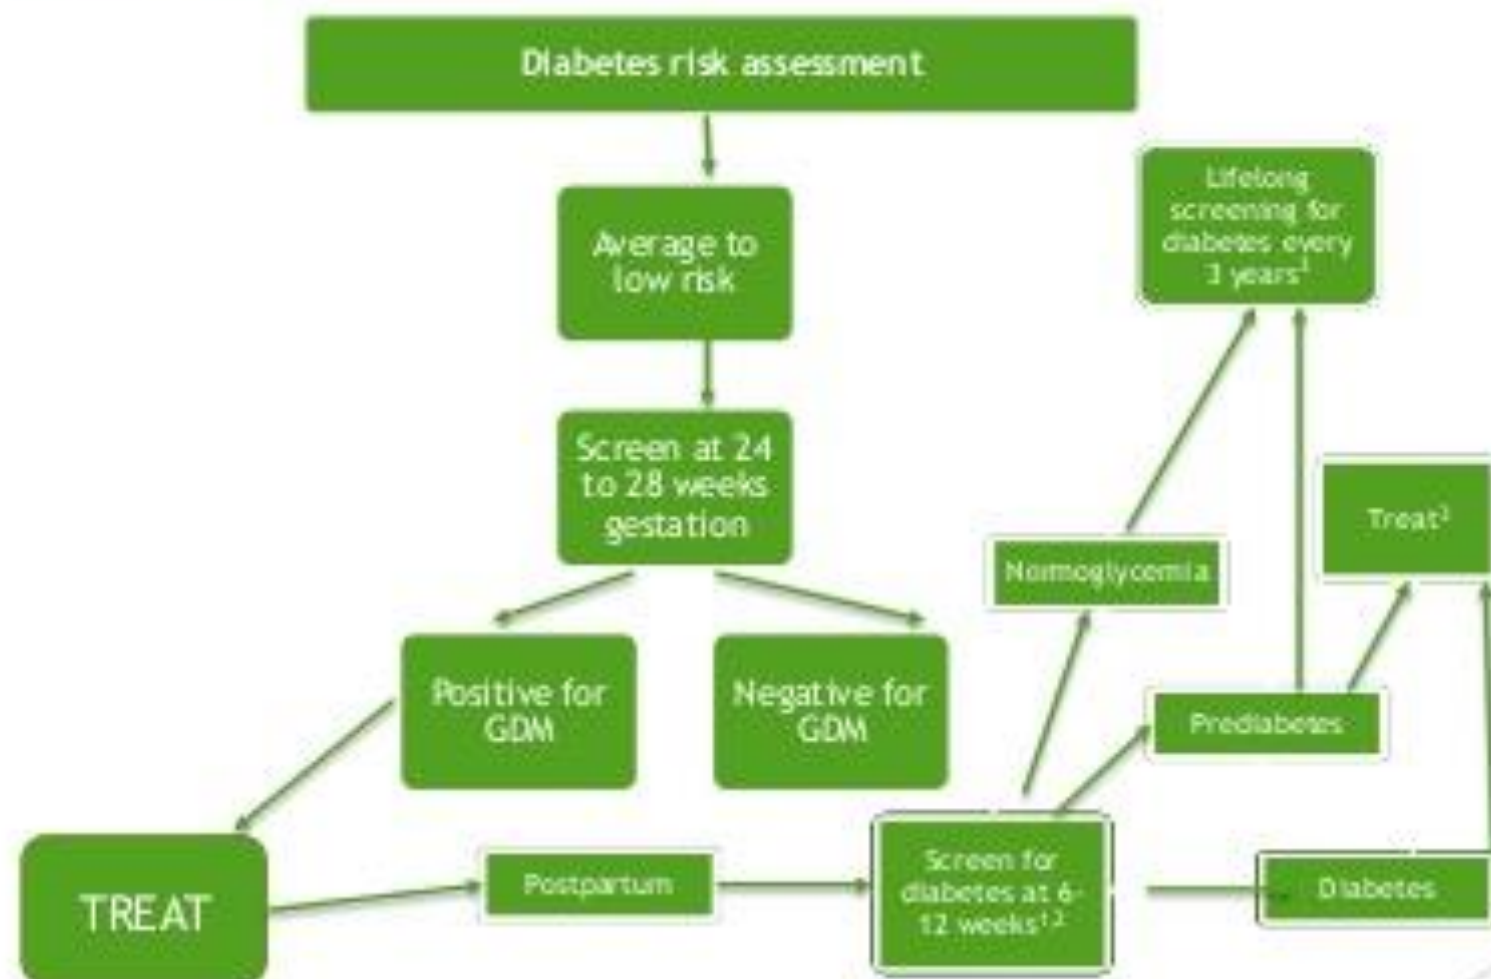 Diabetes risk assessment
Average to
low risk
Screen at 24
to 28 weeks
gestation
Positive for
GDM
Negative for
GDM
TREAT
Postpartum
Screen for
diabetes at 6-
12 weeks¹,²
Normoglycemia
Prediabetes
Diabetes
Lifelong
screening for
diabetes every
3 years
Treat